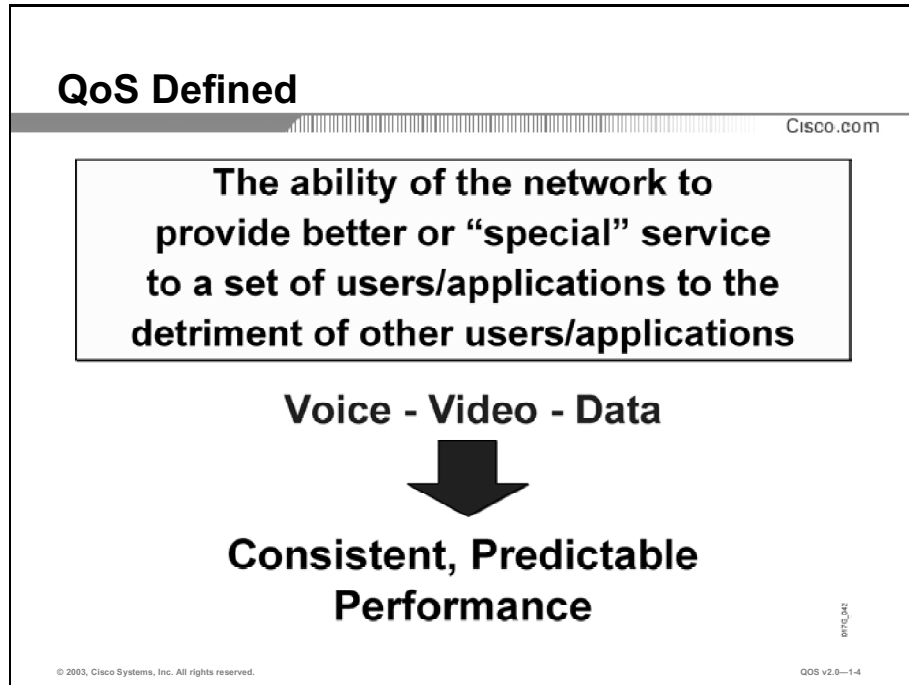 QoS Defined
Cisco.com
The ability of the network to
provide better or “special” service
to a set of users/applications to the
detriment of other users/applications
Voice - Video - Data
Consistent, Predictable
Performance
© 2003, Cisco Systems, Inc. All rights reserved.
QOS v2.0—1-4